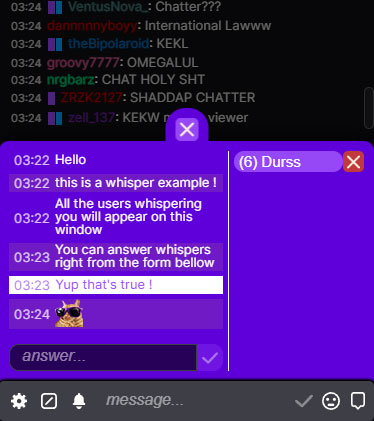 03:24 VentusNova_: Chatter???
03:24 dannnnnyboyy: International Lawww
03:24 theBipolaroid: KEKL
03:24 groovy7777: OMEGALUL
03:24 nrgbarz: CHAT HOLY SHT
03:24 ZRZK2127: SHADDAP CHATTER
03:24 zell_137: KEKW viewer
03:22 Hello
03:22 this is a whisper example !
03:22 All the users whispering
you will appear on this
window
03:23 You can answer whispers
right from the form bellow
03:23 Yup that's true !
03:24
answer...
(6) Durss
message...